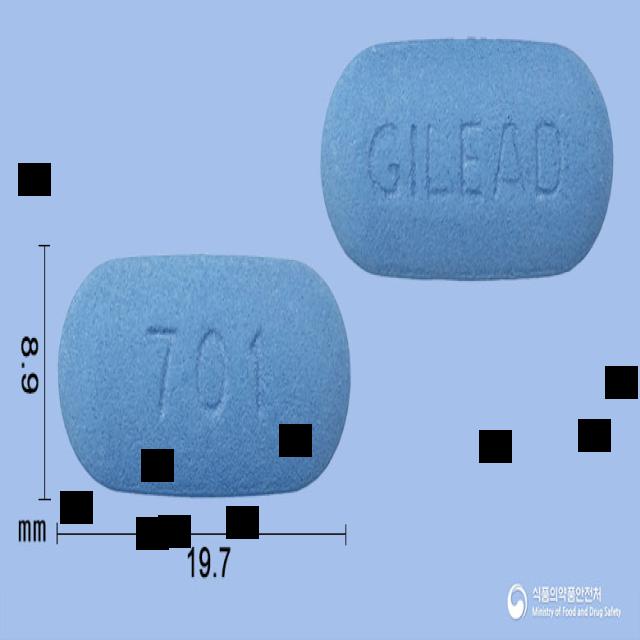 GILEAD
701
8.9
mm
19.7
식품의약품안전처
Ministry of Food and Drug Safety